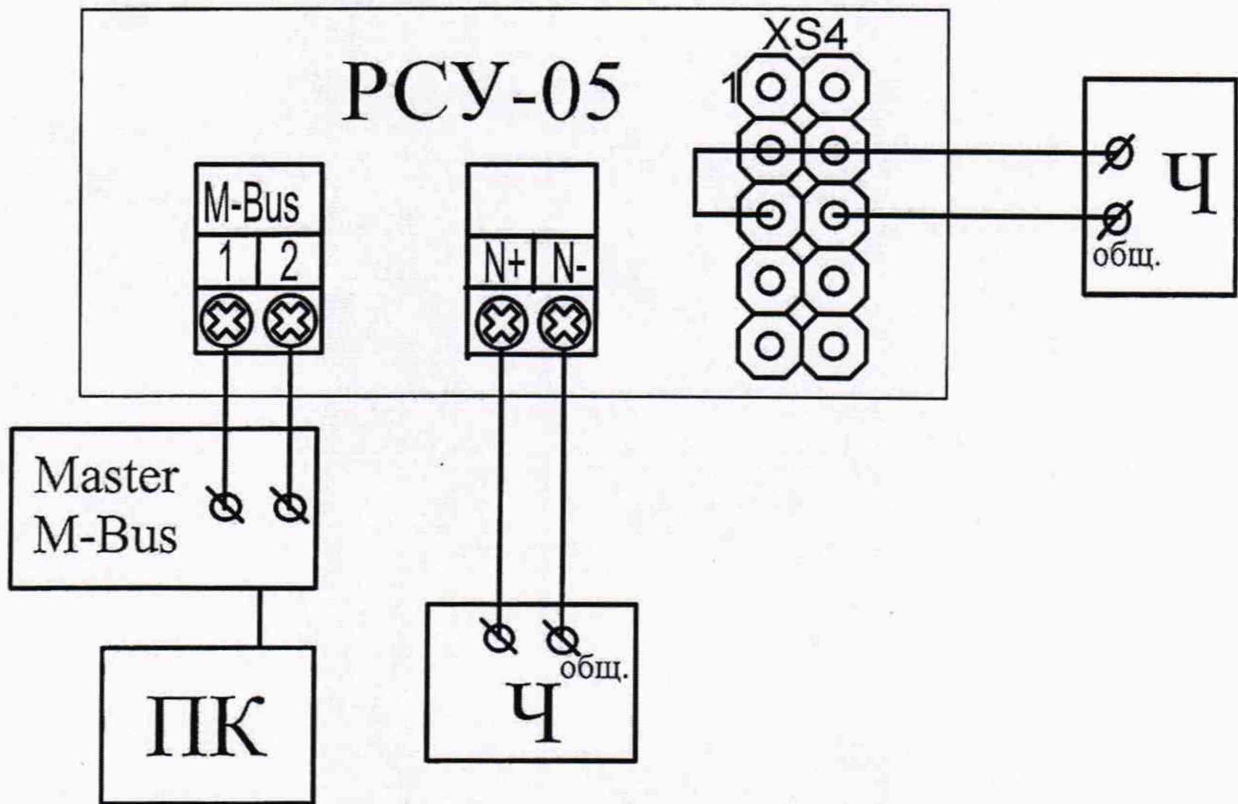 XS4
РСУ-05
1
M-Bus
1 2
N+ N-
Ч
общ.
Master
M-Bus
общ.
Ч
ПК